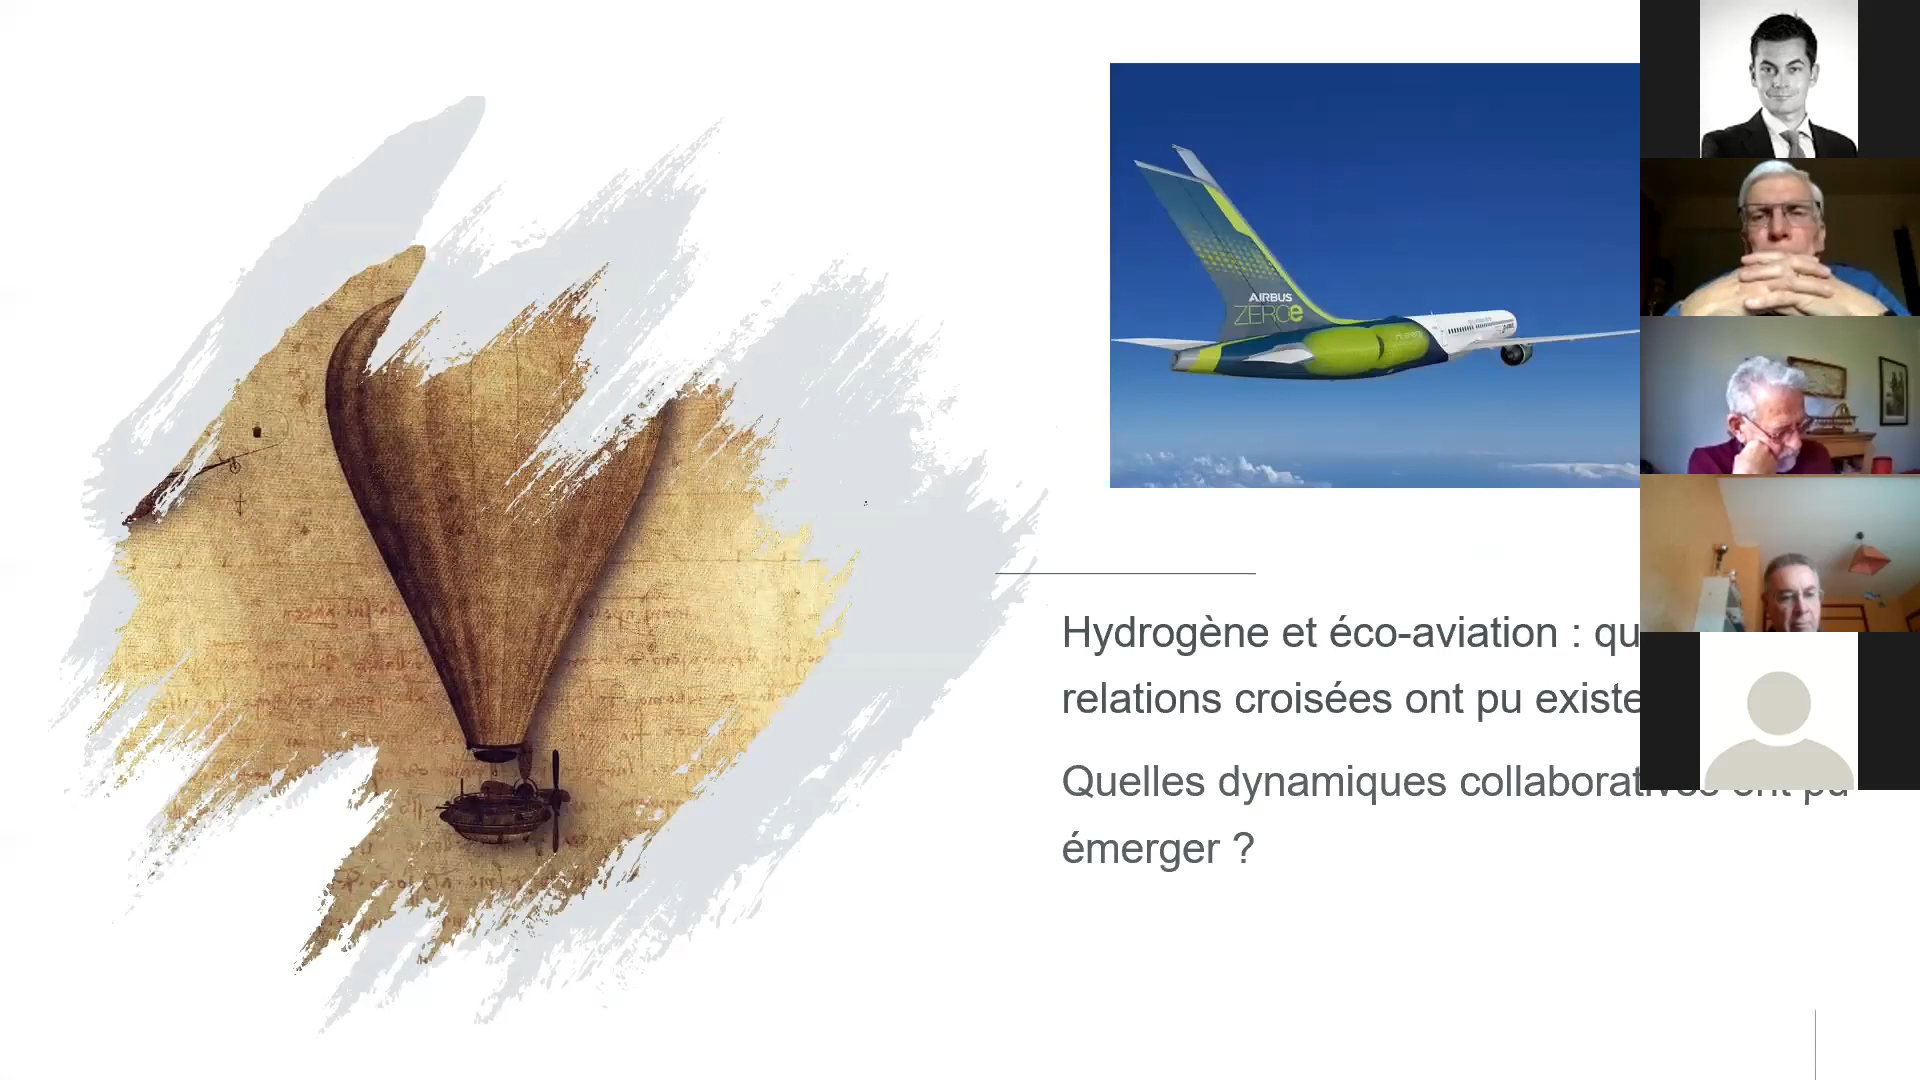 AIRBUS
ZEROe
Hydrogène et éco-aviation : qu
relations croisées ont pu existe
Quelles dynamiques collaboratives ont pu
émerger ?